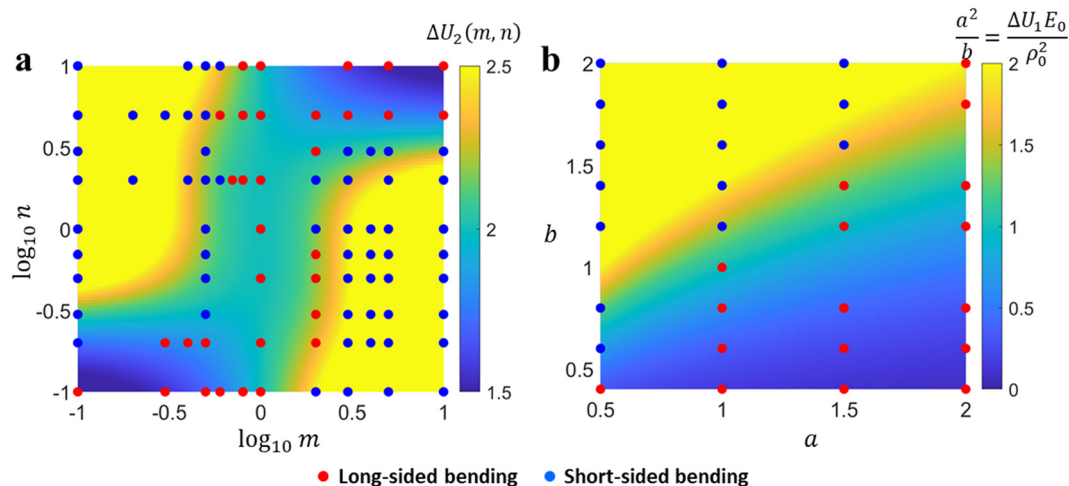 a
ΔU₂(m, n)
1
0.5
0
-0.5
-1
log₁₀ n
-1
-0.5
0
0.5
1
log₁₀ m
2.5
2
1.5
b
a²/b = ΔU₁E₀/ρ₀²
2
1.5
1
0.5
b
0.5
1
1.5
2
a
2
1.5
1
0.5
0
Long-sided bending
Short-sided bending